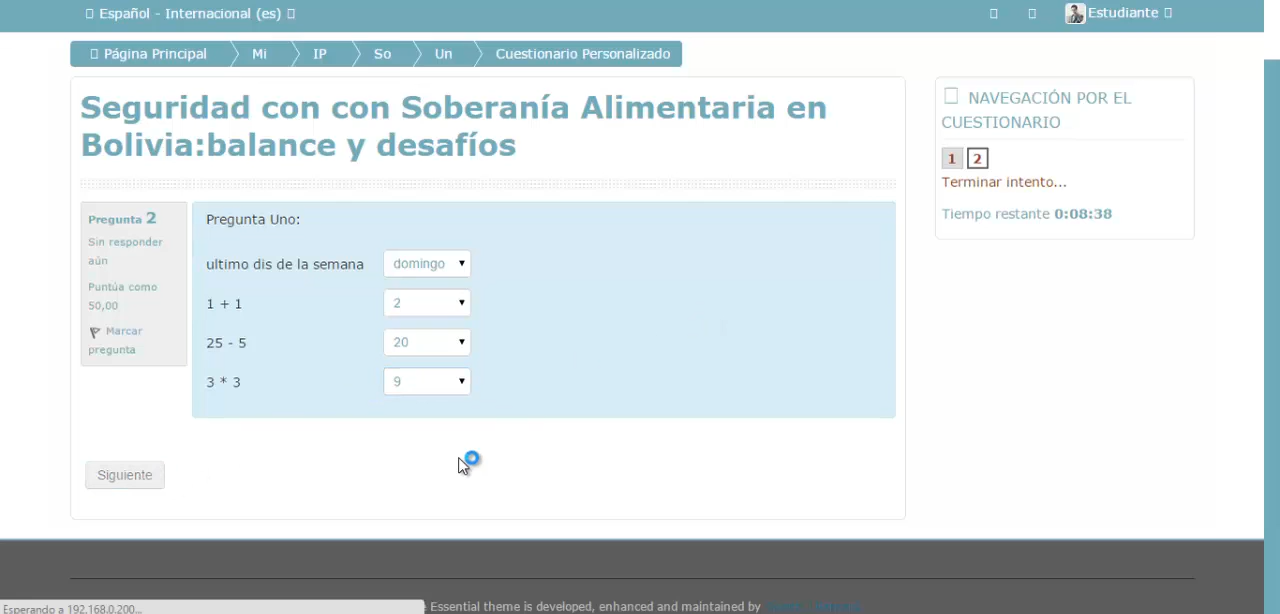 Español - Internacional (es)
Estudiante
Página Principal
Mi
IP
So
Un
Cuestionario Personalizado
Seguridad con con Soberanía Alimentaria en
Bolivia:balance y desafíos
Pregunta 2
Sin responder
aún
Puntúa como
50,00
Marcar
pregunta
Pregunta Uno:
ultimo dis de la semana
domingo
1 + 1
2
25 - 5
20
3 * 3
9
Siguiente
NAVEGACIÓN POR EL
CUESTIONARIO
1 2
Terminar intento...
Tiempo restante 0:08:38
Essential theme is developed, enhanced and maintained by
Esperando a 192.168.0.200...